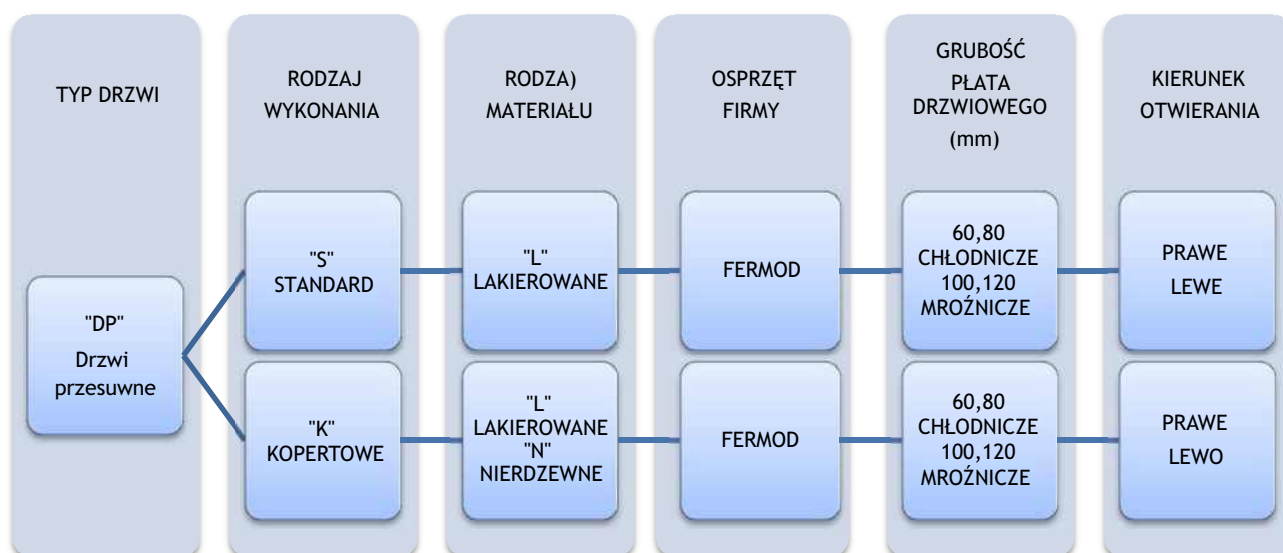 TYP DRZWI
RODZAJ
WYKONANIA
RODZA)
MATERIAŁU
OSPRZĘT
FIRMY
GRUBOŚĆ
PŁATA
DRZWIOWEGO
(mm)
KIERUNEK
OTWIERANIA
"DP"
Drzwi
przesuwne
"S"
STANDARD
"L"
LAKIEROWANE
FERMOD
60,80
CHŁODNICZE
100,120
MROŹNICZE
PRAWE
LEWE
"K"
KOPERTOWE
"L"
LAKIEROWANE
"N"
NIERDZEWNE
FERMOD
60,80
CHŁODNICZE
100,120
MROŹNICZE
PRAWE
LEWO